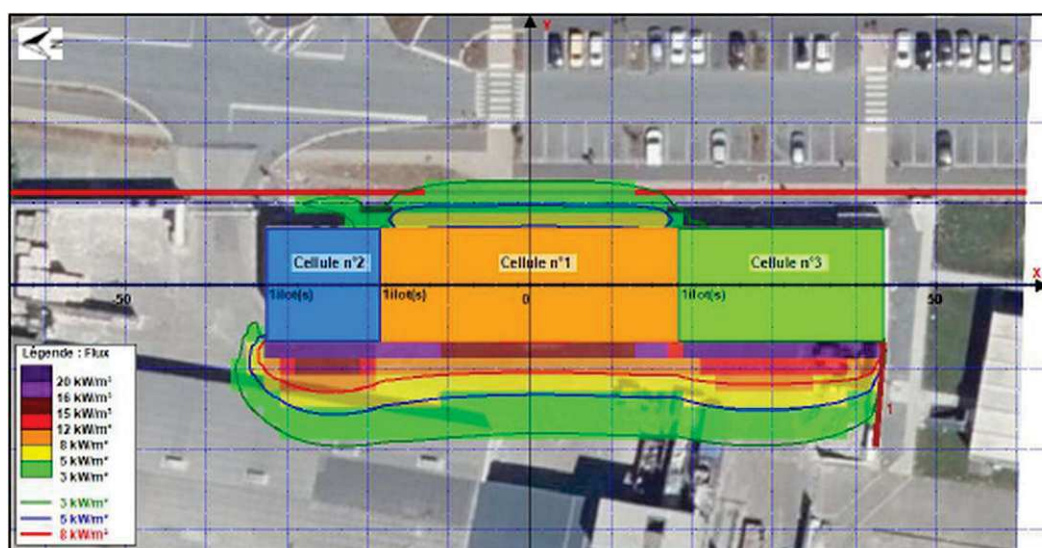 N
Y
Cellule n°2
Cellule n°1
Cellule n°3
X
-50
1ilot(s)
1ilot(s)
0
1ilot(s)
50
Légende : Flux
20 kW/m²
16 kW/m²
15 kW/m²
12 kW/m²
8 kW/m²
5 kW/m²
3 kW/m²
3 kW/m²
5 kW/m²
8 kW/m²
1